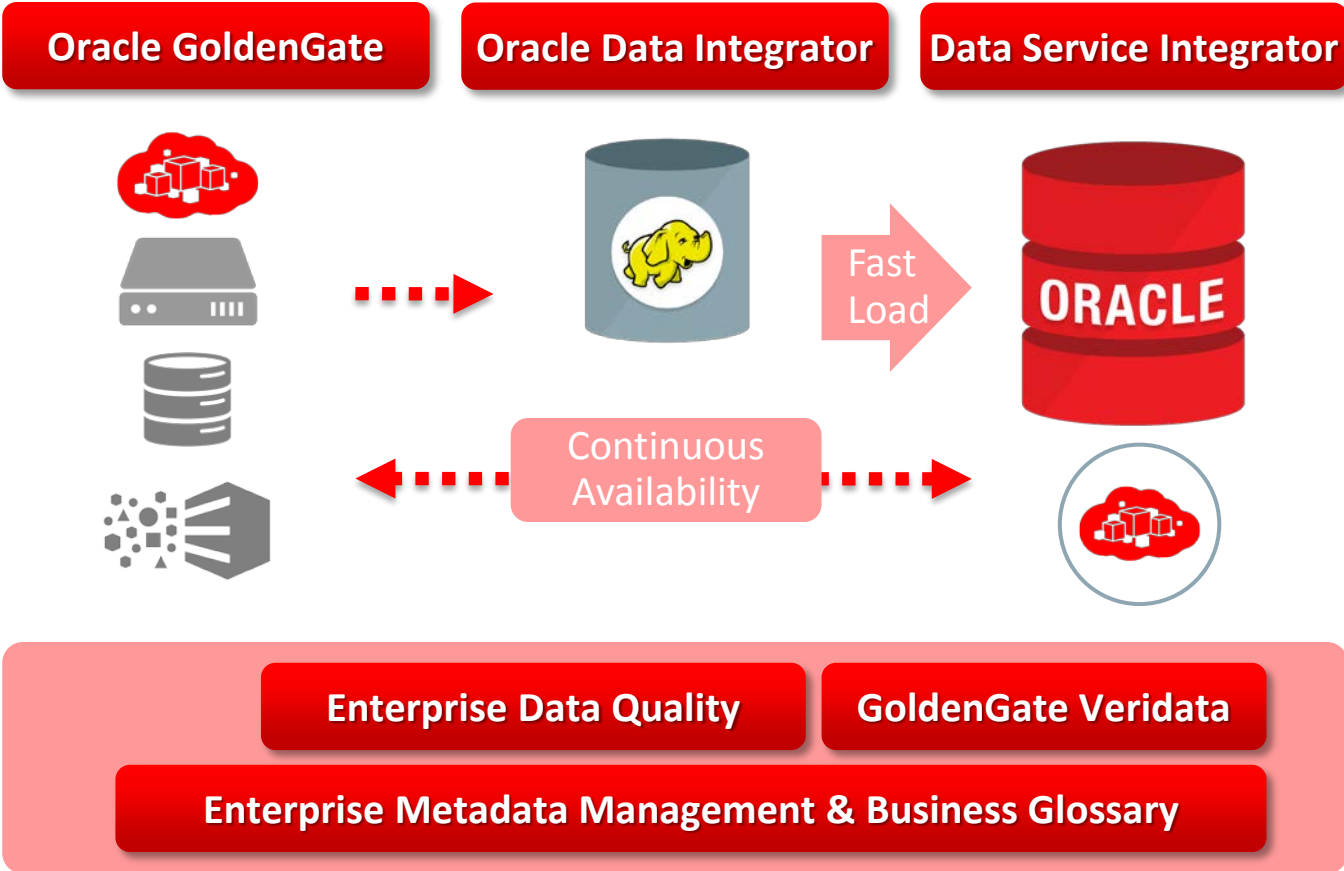 Oracle GoldenGate
Oracle Data Integrator
Data Service Integrator
Fast
Load
ORACLE
Continuous
Availability
Enterprise Data Quality
GoldenGate Veridata
Enterprise Metadata Management & Business Glossary